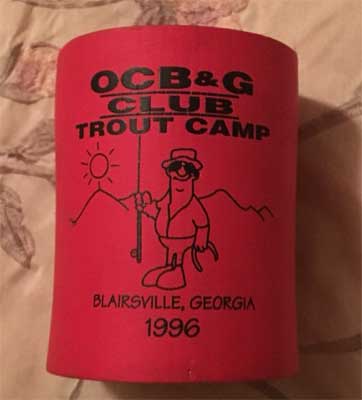 OCB&G
CLUB
TROUT CAMP
BLAIRSVILLE, GEORGIA
1996